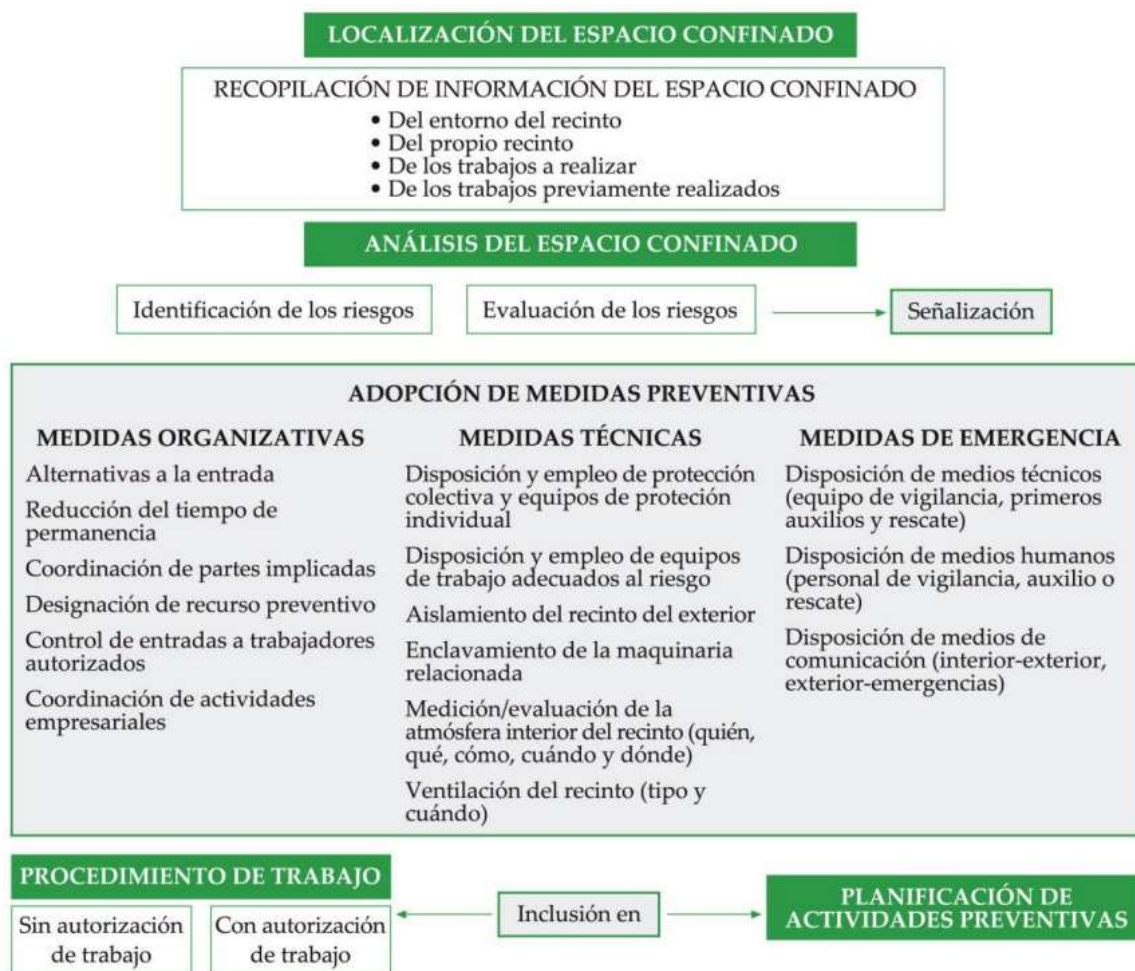 LOCALIZACIÓN DEL ESPACIO CONFINADO
RECOPILACIÓN DE INFORMACIÓN DEL ESPACIO CONFINADO
• Del entorno del recinto
• Del propio recinto
• De los trabajos a realizar
• De los trabajos previamente realizados
ANÁLISIS DEL ESPACIO CONFINADO
Identificación de los riesgos
Evaluación de los riesgos
Señalización
ADOPCIÓN DE MEDIDAS PREVENTIVAS
MEDIDAS ORGANIZATIVAS
Alternativas a la entrada
Reducción del tiempo de
permanencia
Coordinación de partes implicadas
Designación de recurso preventivo
Control de entradas a trabajadores
autorizados
Coordinación de actividades
empresariales
MEDIDAS TÉCNICAS
Disposición y empleo de protección
colectiva y equipos de proteción
individual
Disposición y empleo de equipos
de trabajo adecuados al riesgo
Aislamiento del recinto del exterior
Enclavamiento de la maquinaria
relacionada
Medición/evaluación de la
atmósfera interior del recinto (quién,
qué, cómo, cuándo y dónde)
Ventilación del recinto (tipo y
cuándo)
MEDIDAS DE EMERGENCIA
Disposición de medios técnicos
(equipo de vigilancia, primeros
auxilios y rescate)
Disposición de medios humanos
(personal de vigilancia, auxilio o
rescate)
Disposición de medios de
comunicación (interior-exterior,
exterior-emergencias)
PROCEDIMIENTO DE TRABAJO
Sin autorización
de trabajo
Con autorización
de trabajo
Inclusión en
PLANIFICACIÓN DE
ACTIVIDADES PREVENTIVAS